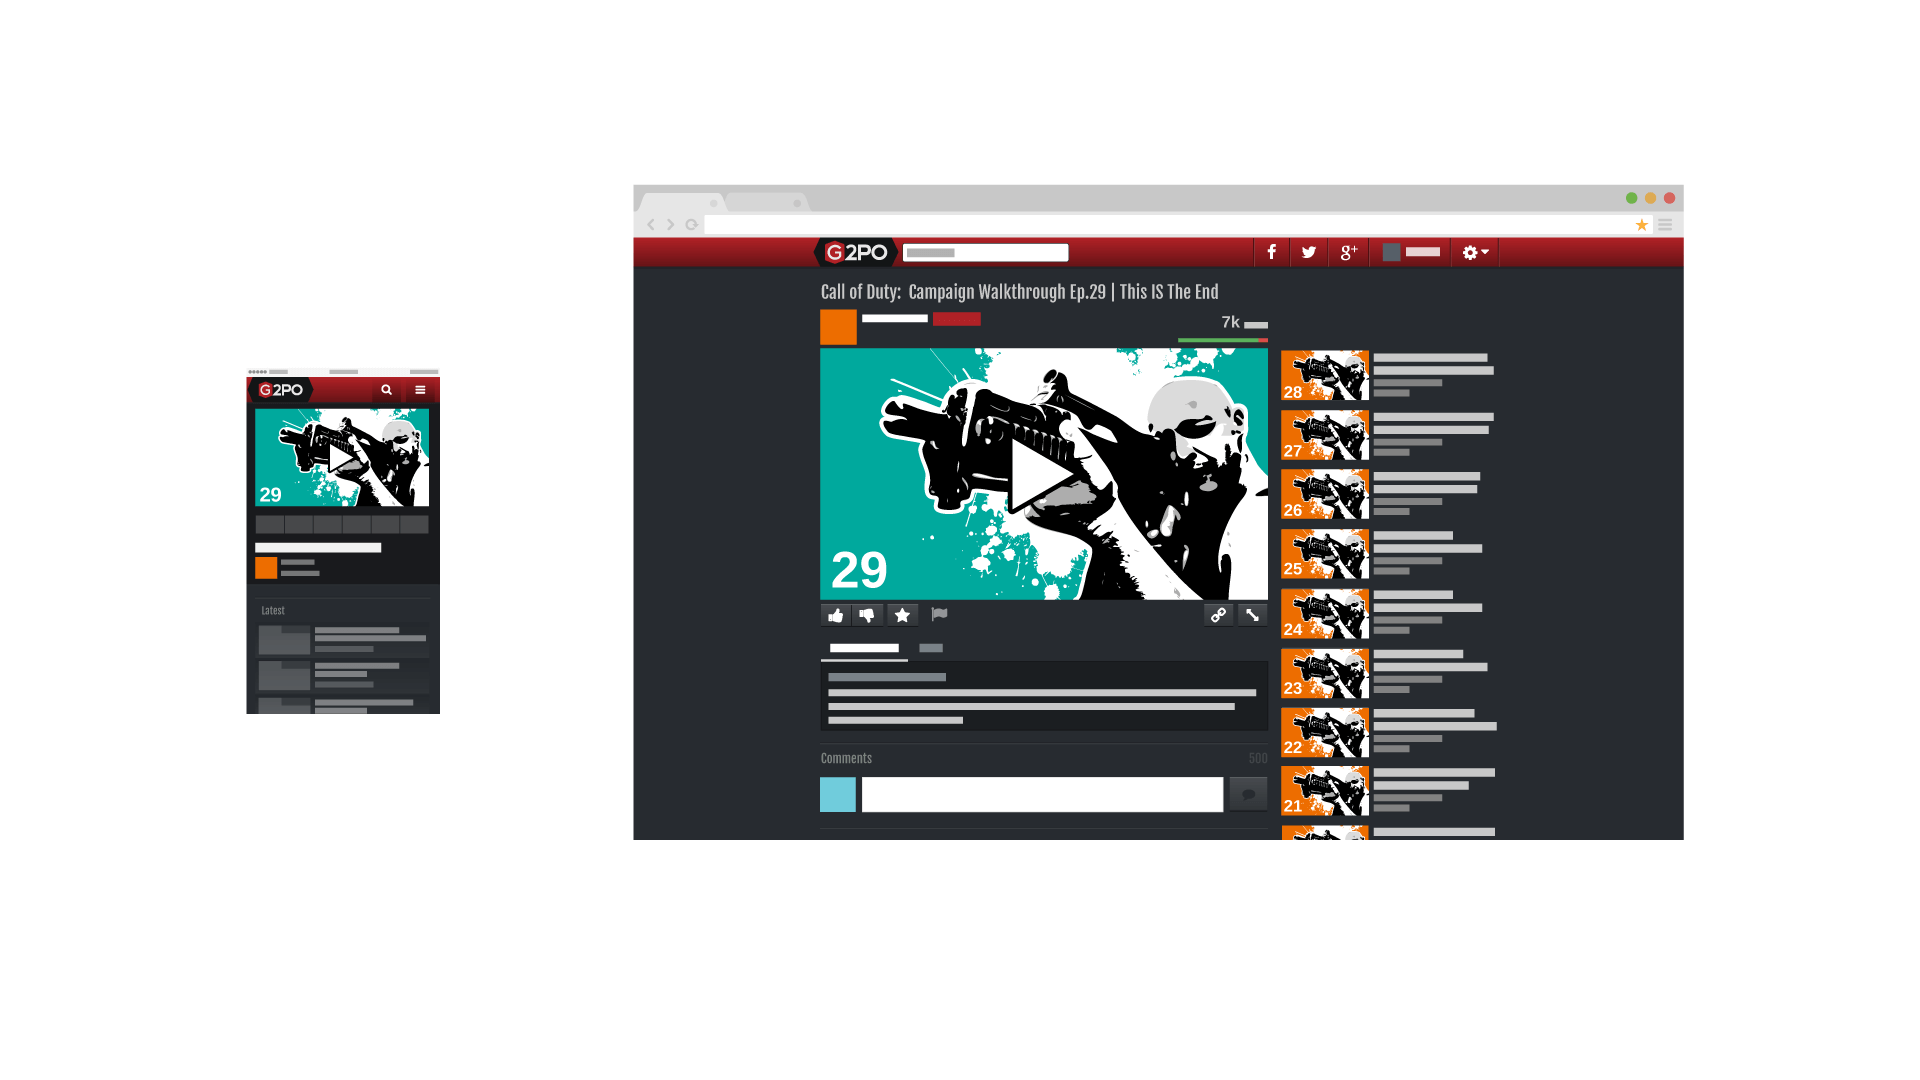 G2PO
29
Latest
G2PO
f
g+
Call of Duty: Campaign Walkthrough Ep.29 | This IS The End
7k
29
Comments
500
28
27
26
25
24
23
22
21